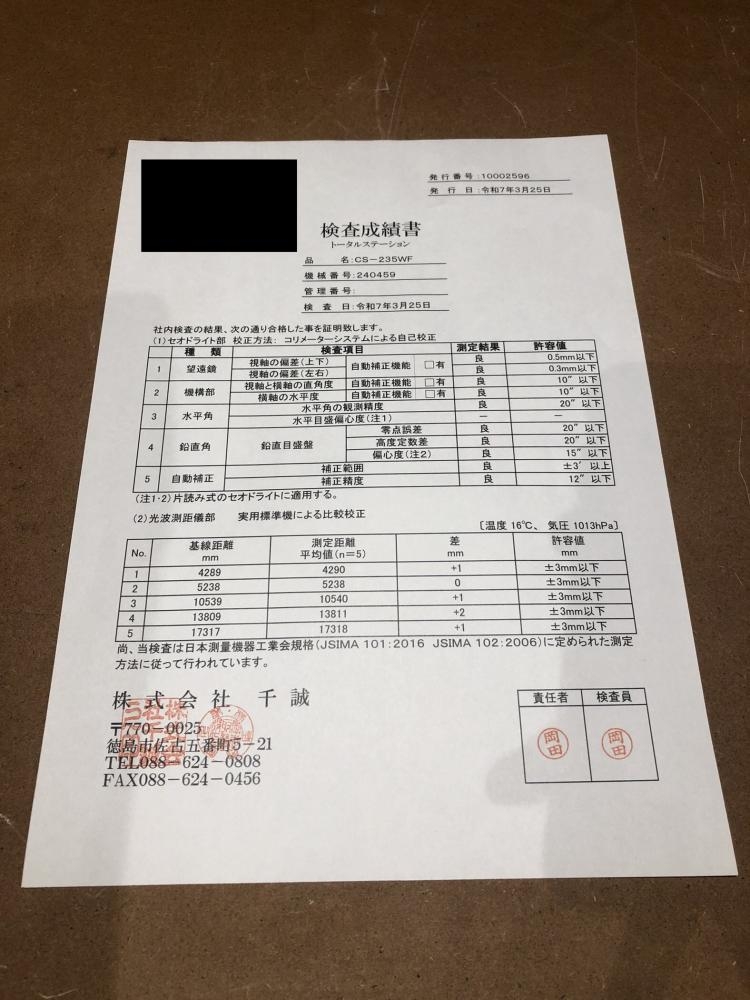 発行番号:10002596
発行日:令和7年3月25日
検査成績書
トータルステーション
品名:CS-235WF
機械番号:240459
管理番号:
検査日:令和7年3月25日
社内検査の結果、次の通り合格した事を証明致します。
(1)セオドライト部 校正方法: コリメーターシステムによる自己校正
種類 検査項目 測定結果 許容値
1 望遠鏡 視軸の偏差(上下) 自動補正機能 □有 良 0.5mm以下
視軸の偏差(左右) 良 0.3mm以下
2 機構部 視軸と横軸の直角度 自動補正機能 □有 良 10″以下
横軸の水平度 自動補正機能 □有 良 10″以下
3 水平角 水平角の観測精度 良 20″以下
水平目盛偏心度(注1) － －
4 鉛直角 鉛直目盛盤 零点誤差 良 20″以下
高度定数差 良 20″以下
偏心度(注2) 良 15″以下
5 自動補正 補正範囲 良 ±3′以上
補正精度 良 12″以下
(注1・2)片読み式のセオドライトに適用する。
(2)光波測距儀部 実用標準機による比較校正
〔温度 16℃、 気圧 1013hPa〕
No. 基線距離 mm 測定距離 平均値(n=5) 差 mm 許容値 mm
1 4289 4290 +1 ±3mm以下
2 5238 5238 0 ±3mm以下
3 10539 10540 +1 ±3mm以下
4 13809 13811 +2 ±3mm以下
5 17317 17318 +1 ±3mm以下
尚、当検査は日本測量機器工業会規格(JSIMA 101:2016 JSIMA 102:2006)に定められた測定
方法に従って行われています。
株式会社 千誠
〒770-0025
徳島市佐古五番町5-21
TEL088-624-0808
FAX088-624-0456
責任者 検査員
岡田 岡田